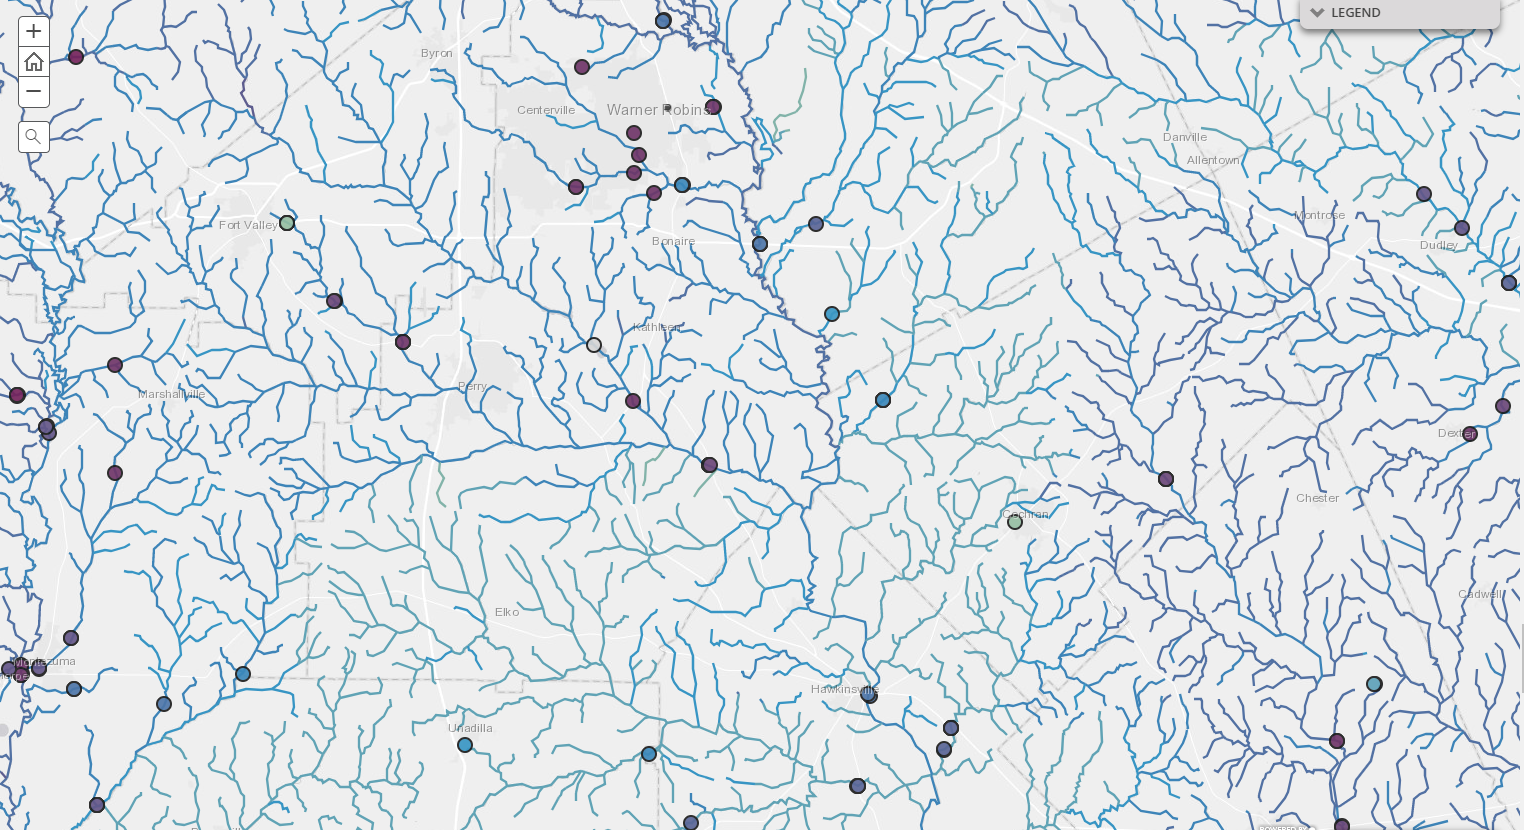 LEGEND
Byron
Centerville
Warner Robins
Danville
Allentown
Montrose
Fort Valley
Bonaire
Dudley
Kathleen
Perry
Marshallville
Dexter
Chester
Cochran
Cadwell
Elko
Montezuma
Hawkinsville
Unadilla